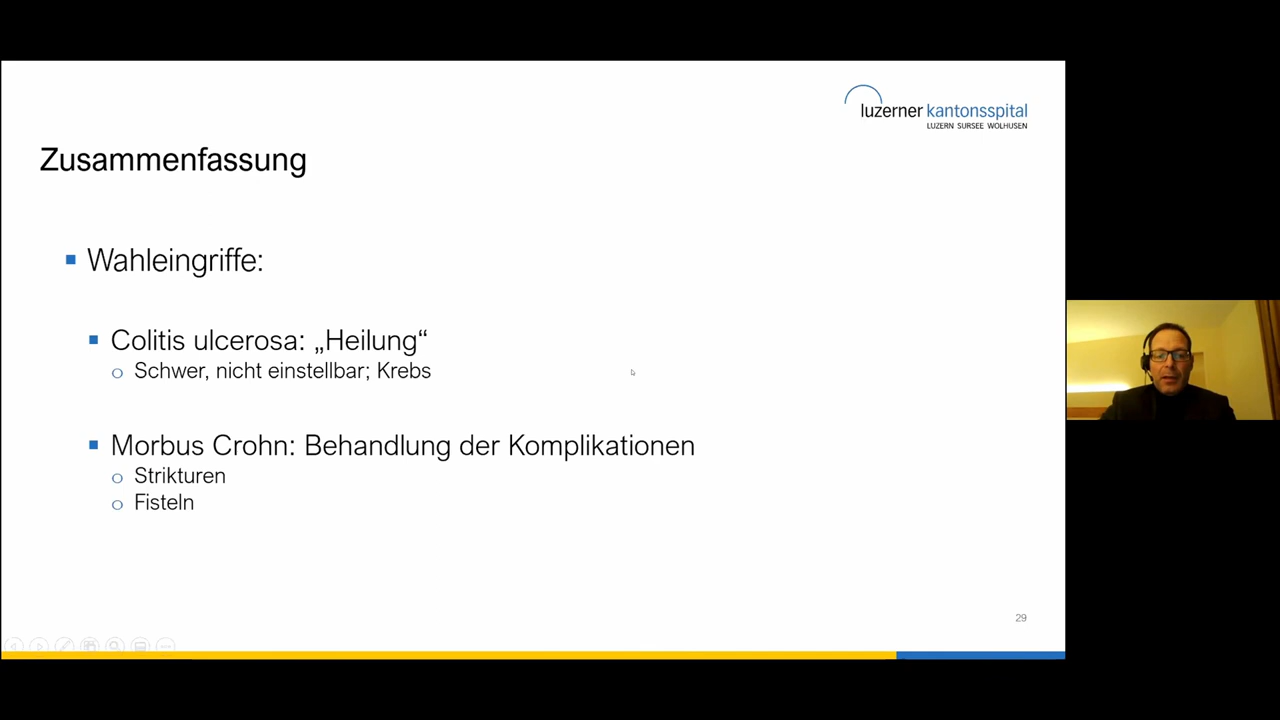 luzerner kantonsspital
LUZERN SURSEE WOLHUSEN
Zusammenfassung
Wahleingriffe:
Colitis ulcerosa: „Heilung“
Schwer, nicht einstellbar; Krebs
Morbus Crohn: Behandlung der Komplikationen
Strikturen
Fisteln
29